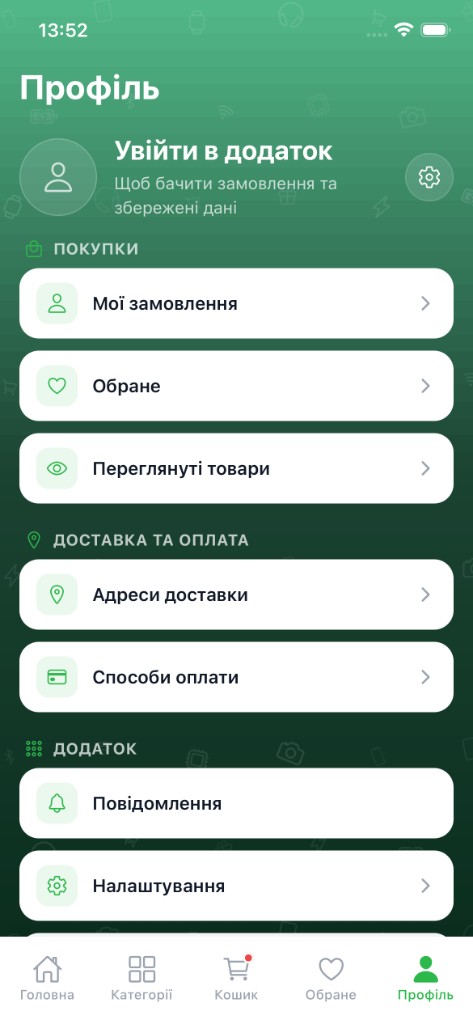 13:52
Профіль
Увійти в додаток
Щоб бачити замовлення та
збережені дані
ПОКУПКИ
Мої замовлення
Обране
Переглянуті товари
ДОСТАВКА ТА ОПЛАТА
Адреси доставки
Способи оплати
ДОДАТОК
Повідомлення
Налаштування
Головна
Категорії
Кошик
Обране
Профіль